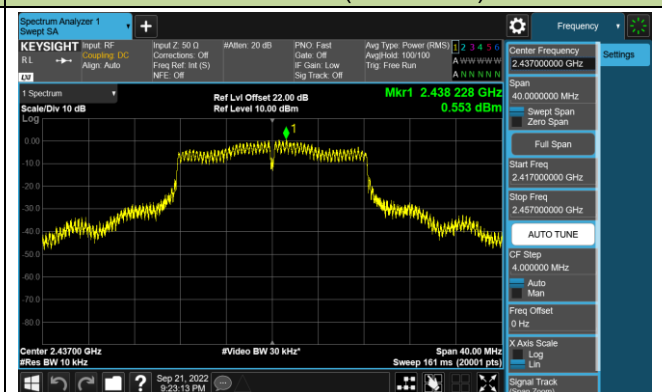 Spectrum Analyzer 1
Swept SA
Frequency
KEYSIGHT
RL
LXI
Input: RF
Coupling: DC
Align: Auto
Input Z: 50 Ω
Corrections: Off
Freq Ref: Int (S)
NFE: Off
#Atten: 20 dB
PNO: Fast
Gate: Off
IF Gain: Low
Sig Track: Off
Avg Type: Power (RMS)
Avg|Hold: 100/100
Trig: Free Run
1 2 3 4 5 6
A W W W W W
A N N N N N
1 Spectrum
Scale/Div 10 dB
Ref Lvl Offset 22.00 dB
Ref Level 10.00 dBm
Mkr1 2.438 228 GHz
0.553 dBm
Log
1
0.00
-10.0
-20.0
-30.0
-40.0
-50.0
-60.0
-70.0
-80.0
Center 2.43700 GHz
#Res BW 10 kHz
#Video BW 30 kHz*
Span 40.00 MHz
Sweep 161 ms (20001 pts)
Sep 21, 2022
9:23:13 PM
Center Frequency
2.437000000 GHz
Settings
Span
40.0000000 MHz
Swept Span
Zero Span
Full Span
Start Freq
2.417000000 GHz
Stop Freq
2.457000000 GHz
AUTO TUNE
CF Step
4.000000 MHz
Auto
Man
Freq Offset
0 Hz
X Axis Scale
Log
Lin
Signal Track
(Span Zoom)